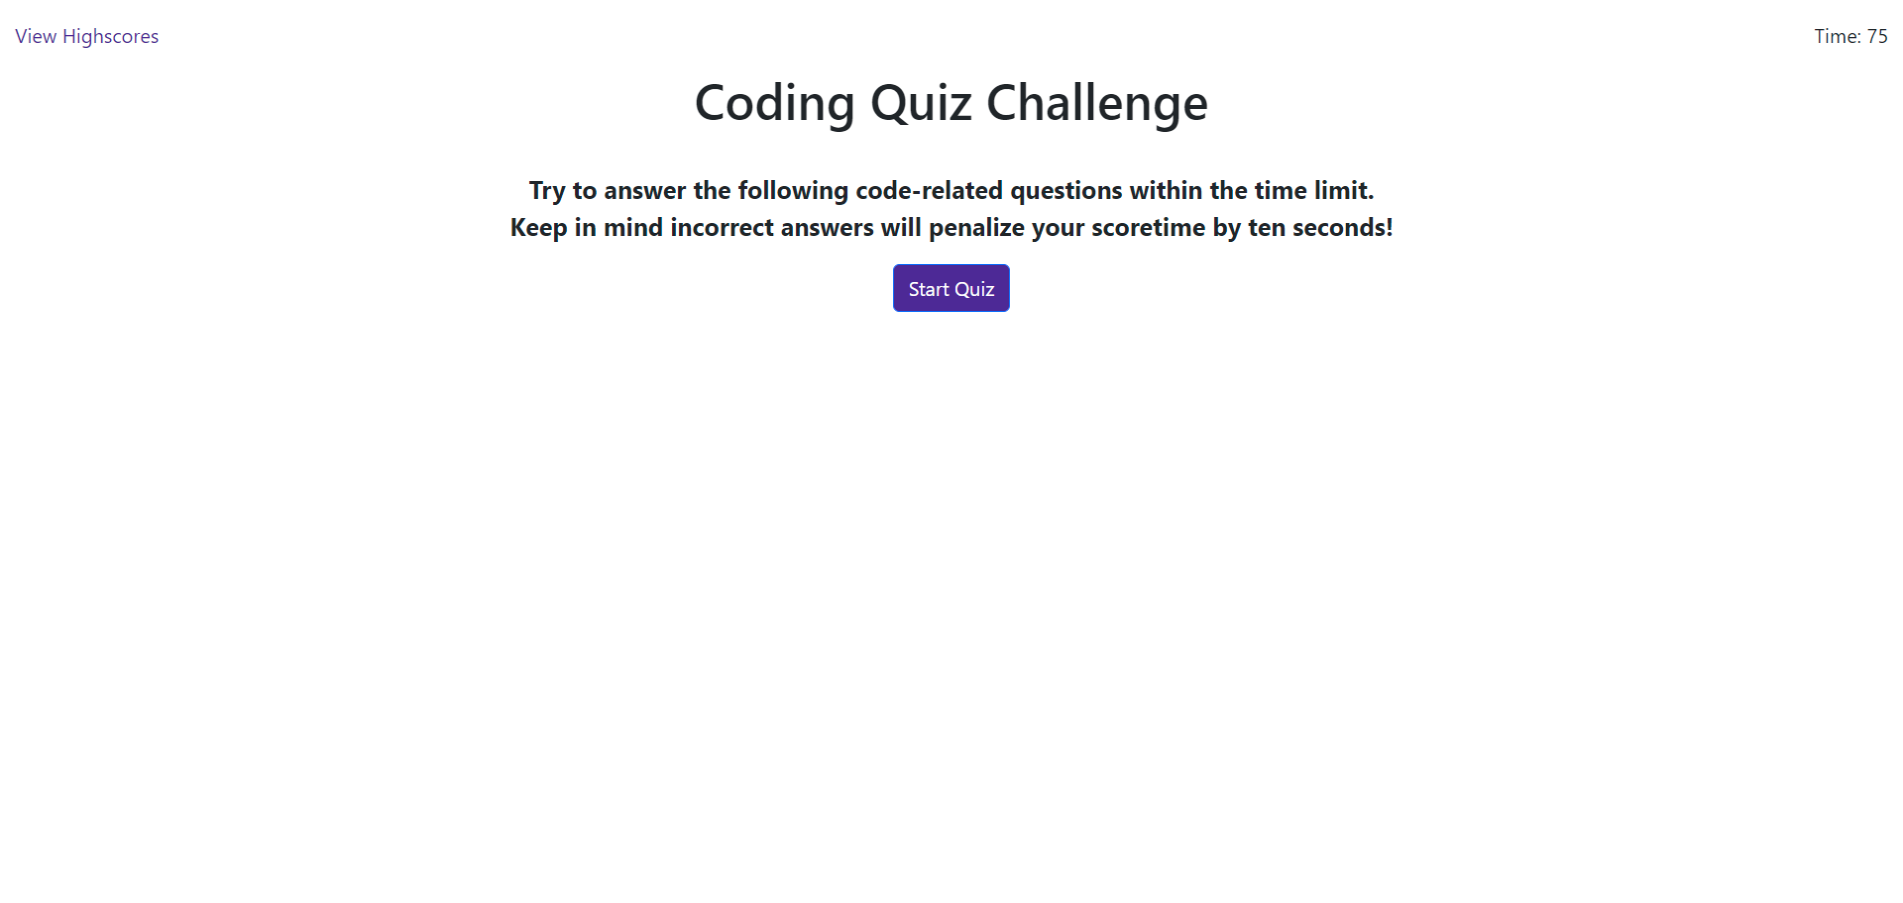 View Highscores
Time: 75
Coding Quiz Challenge
Try to answer the following code-related questions within the time limit.
Keep in mind incorrect answers will penalize your scoretime by ten seconds!
Start Quiz